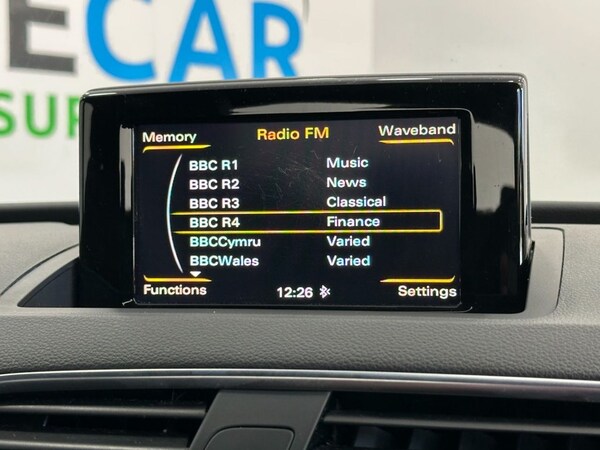 ECAR
SUR
Memory Radio FM Waveband
BBC R1 Music
BBC R2 News
BBC R3 Classical
BBC R4 Finance
BBCCymru Varied
BBCWales Varied
Functions 12:26 Settings